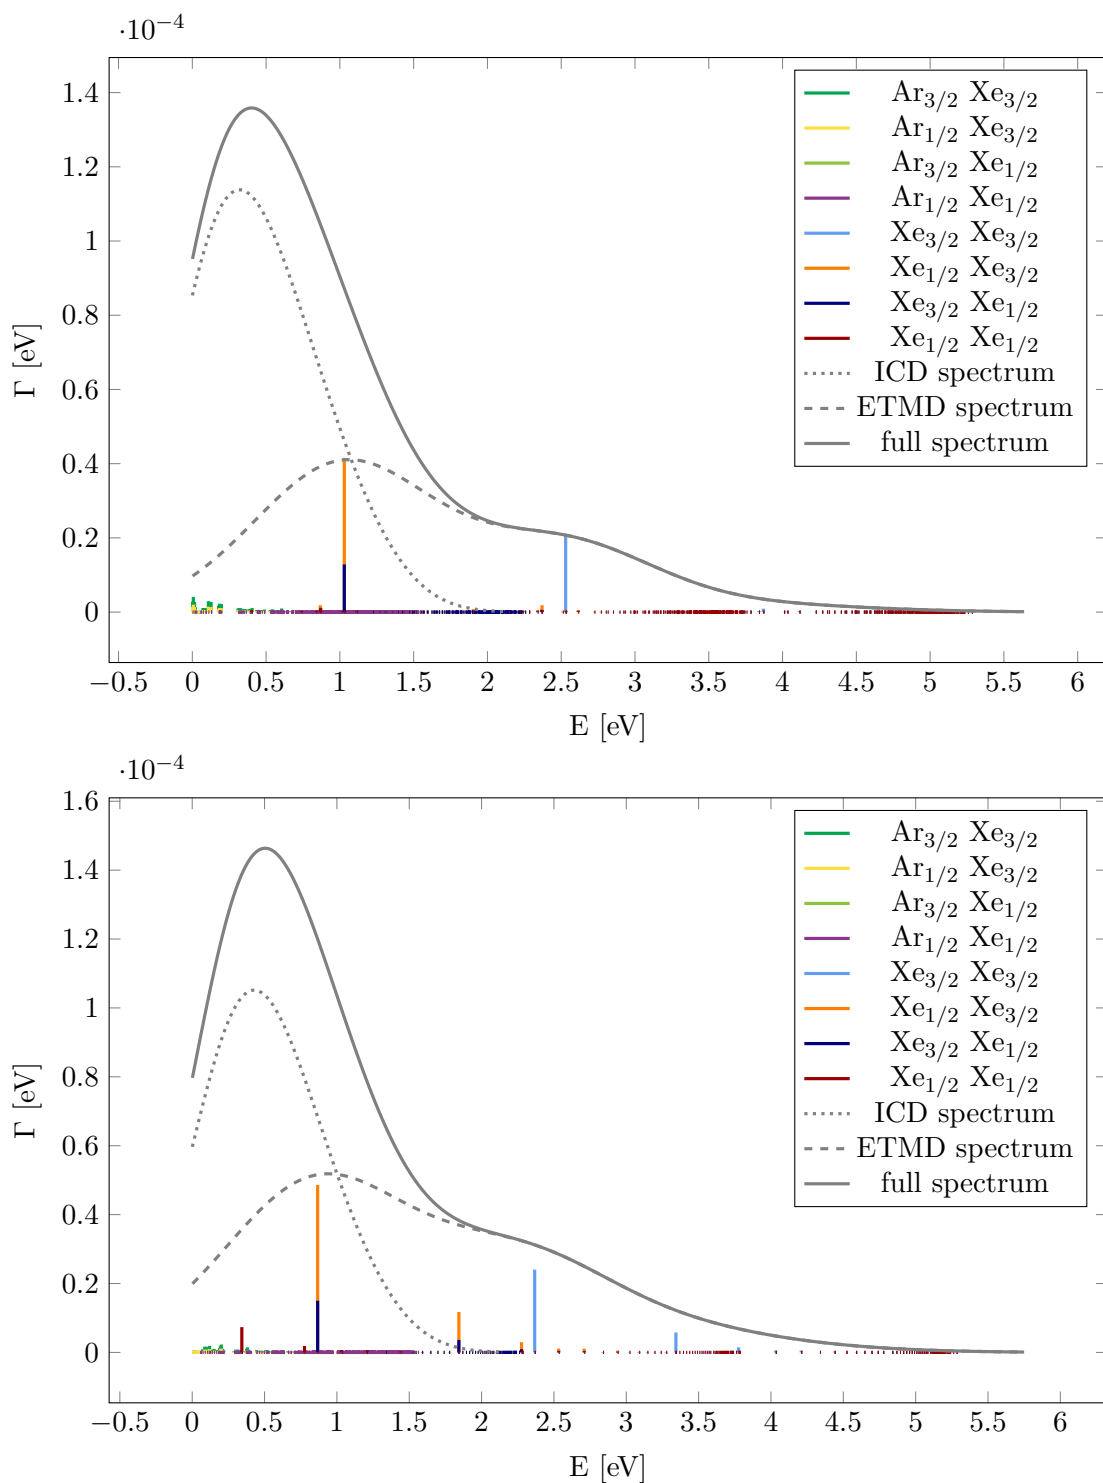 ·10⁻⁴
1.4
1.2
1
0.8
0.6
0.4
0.2
0
Γ [eV]
−0.5 0 0.5 1 1.5 2 2.5 3 3.5 4 4.5 5 5.5 6
E [eV]
Ar3/2 Xe3/2
Ar1/2 Xe3/2
Ar3/2 Xe1/2
Ar1/2 Xe1/2
Xe3/2 Xe3/2
Xe1/2 Xe3/2
Xe3/2 Xe1/2
Xe1/2 Xe1/2
ICD spectrum
ETMD spectrum
full spectrum
·10⁻⁴
1.6
1.4
1.2
1
0.8
0.6
0.4
0.2
0
Γ [eV]
−0.5 0 0.5 1 1.5 2 2.5 3 3.5 4 4.5 5 5.5 6
E [eV]
Ar3/2 Xe3/2
Ar1/2 Xe3/2
Ar3/2 Xe1/2
Ar1/2 Xe1/2
Xe3/2 Xe3/2
Xe1/2 Xe3/2
Xe3/2 Xe1/2
Xe1/2 Xe1/2
ICD spectrum
ETMD spectrum
full spectrum